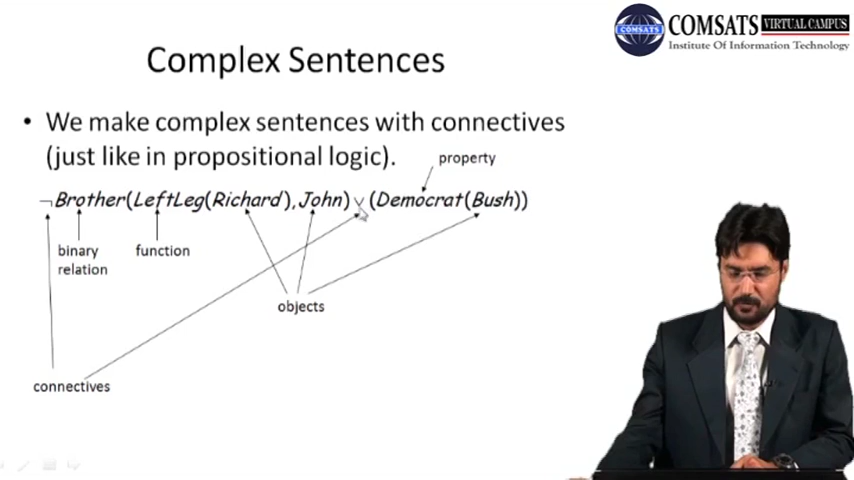 COMSATS
COMSATS VIRTUAL CAMPUS
Institute Of Information Technology
Complex Sentences
• We make complex sentences with connectives
(just like in propositional logic).
property
¬Brother(LeftLeg(Richard),John) ∨ (Democrat(Bush))
binary
relation
function
objects
connectives